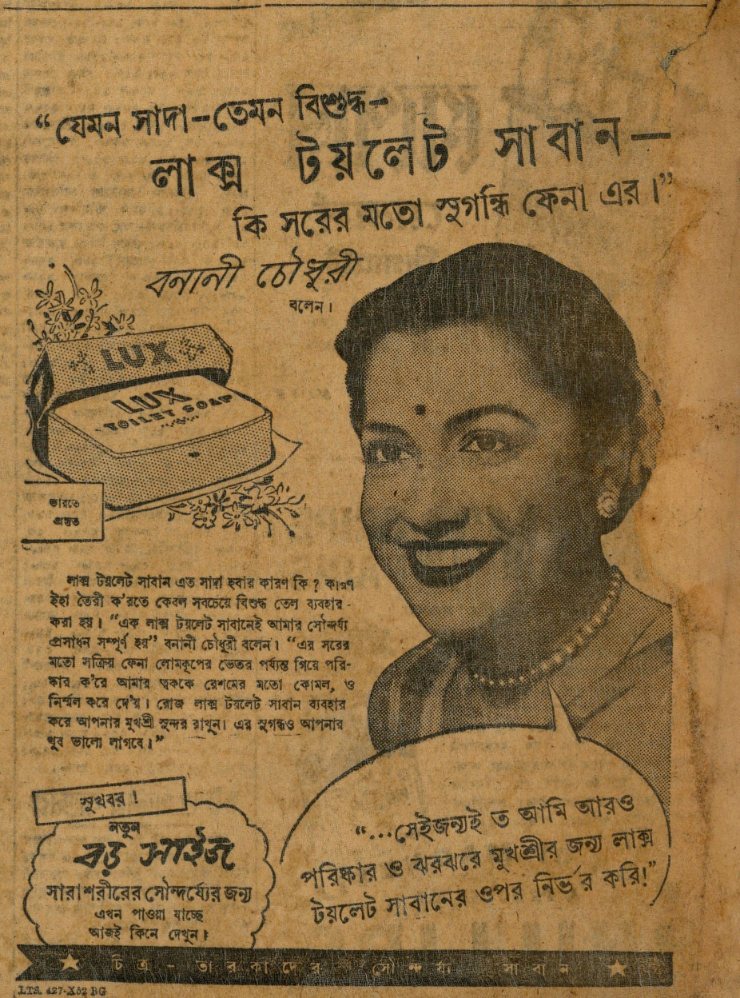 “যেমন সাদা–তেমন বিশুদ্ধ–
লাক্স টয়লেট সাবান—
কি সরের মতো সুগন্ধি ফেনা এর।”
বনানী চৌধুরী
বলেন।
LUX
LUX
TOILET SOAP
ভারতে
প্রস্তুত
লাক্স টয়লেট সাবান এত সাদা হবার কারণ কি? কারণ
ইহা তৈরী ক'রতে কেবল সবচেয়ে বিশুদ্ধ তেল ব্যবহার
করা হয়। “এক লাক্স টয়লেট সাবানেই আমার সৌন্দর্য্য
প্রসাধন সম্পূর্ণ হয়” বনানী চৌধুরী বলেন। “এর সরের
মতো সক্রিয় ফেনা লোমকূপের ভেতর পর্য্যন্ত গিয়ে পরি-
ষ্কার ক'রে আমার ত্বককে রেশমের মতো কোমল, ও
নির্ম্মল করে দে'য়। রোজ লাক্স টয়লেট সাবান ব্যবহার
করে আপনার মুখশ্রী সুন্দর রাখুন। এর সুগন্ধও আপনার
খুব ভালো লাগবে।”
সুখবর!
নতুন
বড় সাইজ
সারাশরীরের সৌন্দর্য্যের জন্য
এখন পাওয়া যাচ্ছে
আজই কিনে দেখুন।
“...সেইজন্যই ত আমি আরও
পরিষ্কার ও ঝরঝরে মুখশ্রীর জন্য লাক্স
টয়লেট সাবানের ওপর নির্ভর করি!”
চিত্র-তারকাদের সৌন্দর্য্য সাবান
LTS. 427-X52 BG